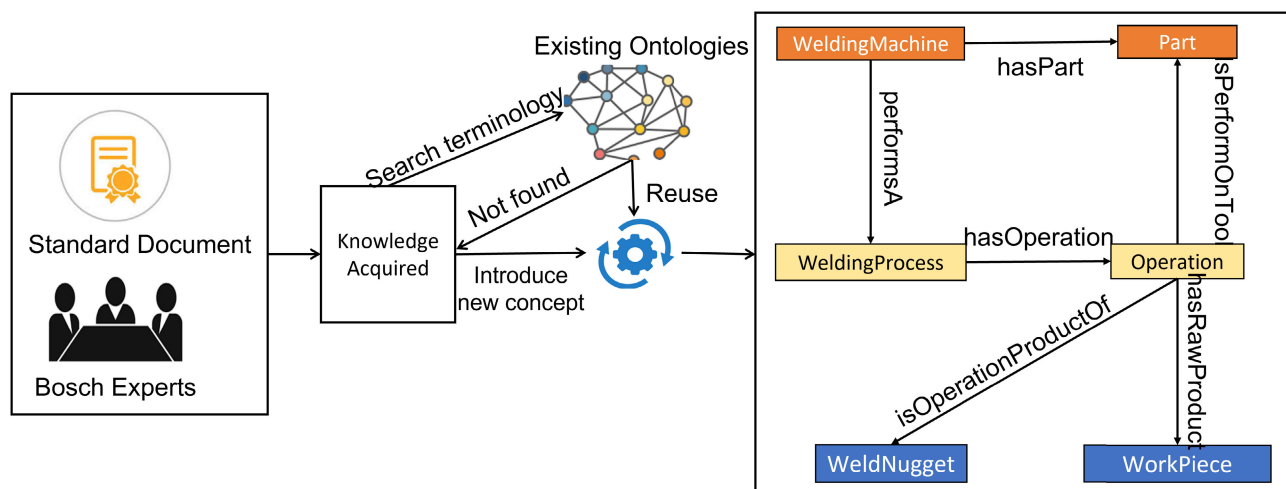 Existing Ontologies
Standard Document
Bosch Experts
Search terminology
Knowledge
Acquired
Not found
Reuse
Introduce
new concept
WeldingMachine
hasPart
Part
performsA
IsPerformOnTool
WeldingProcess
hasOperation
Operation
isOperationProductOf
hasRawProduct
WeldNugget
WorkPiece